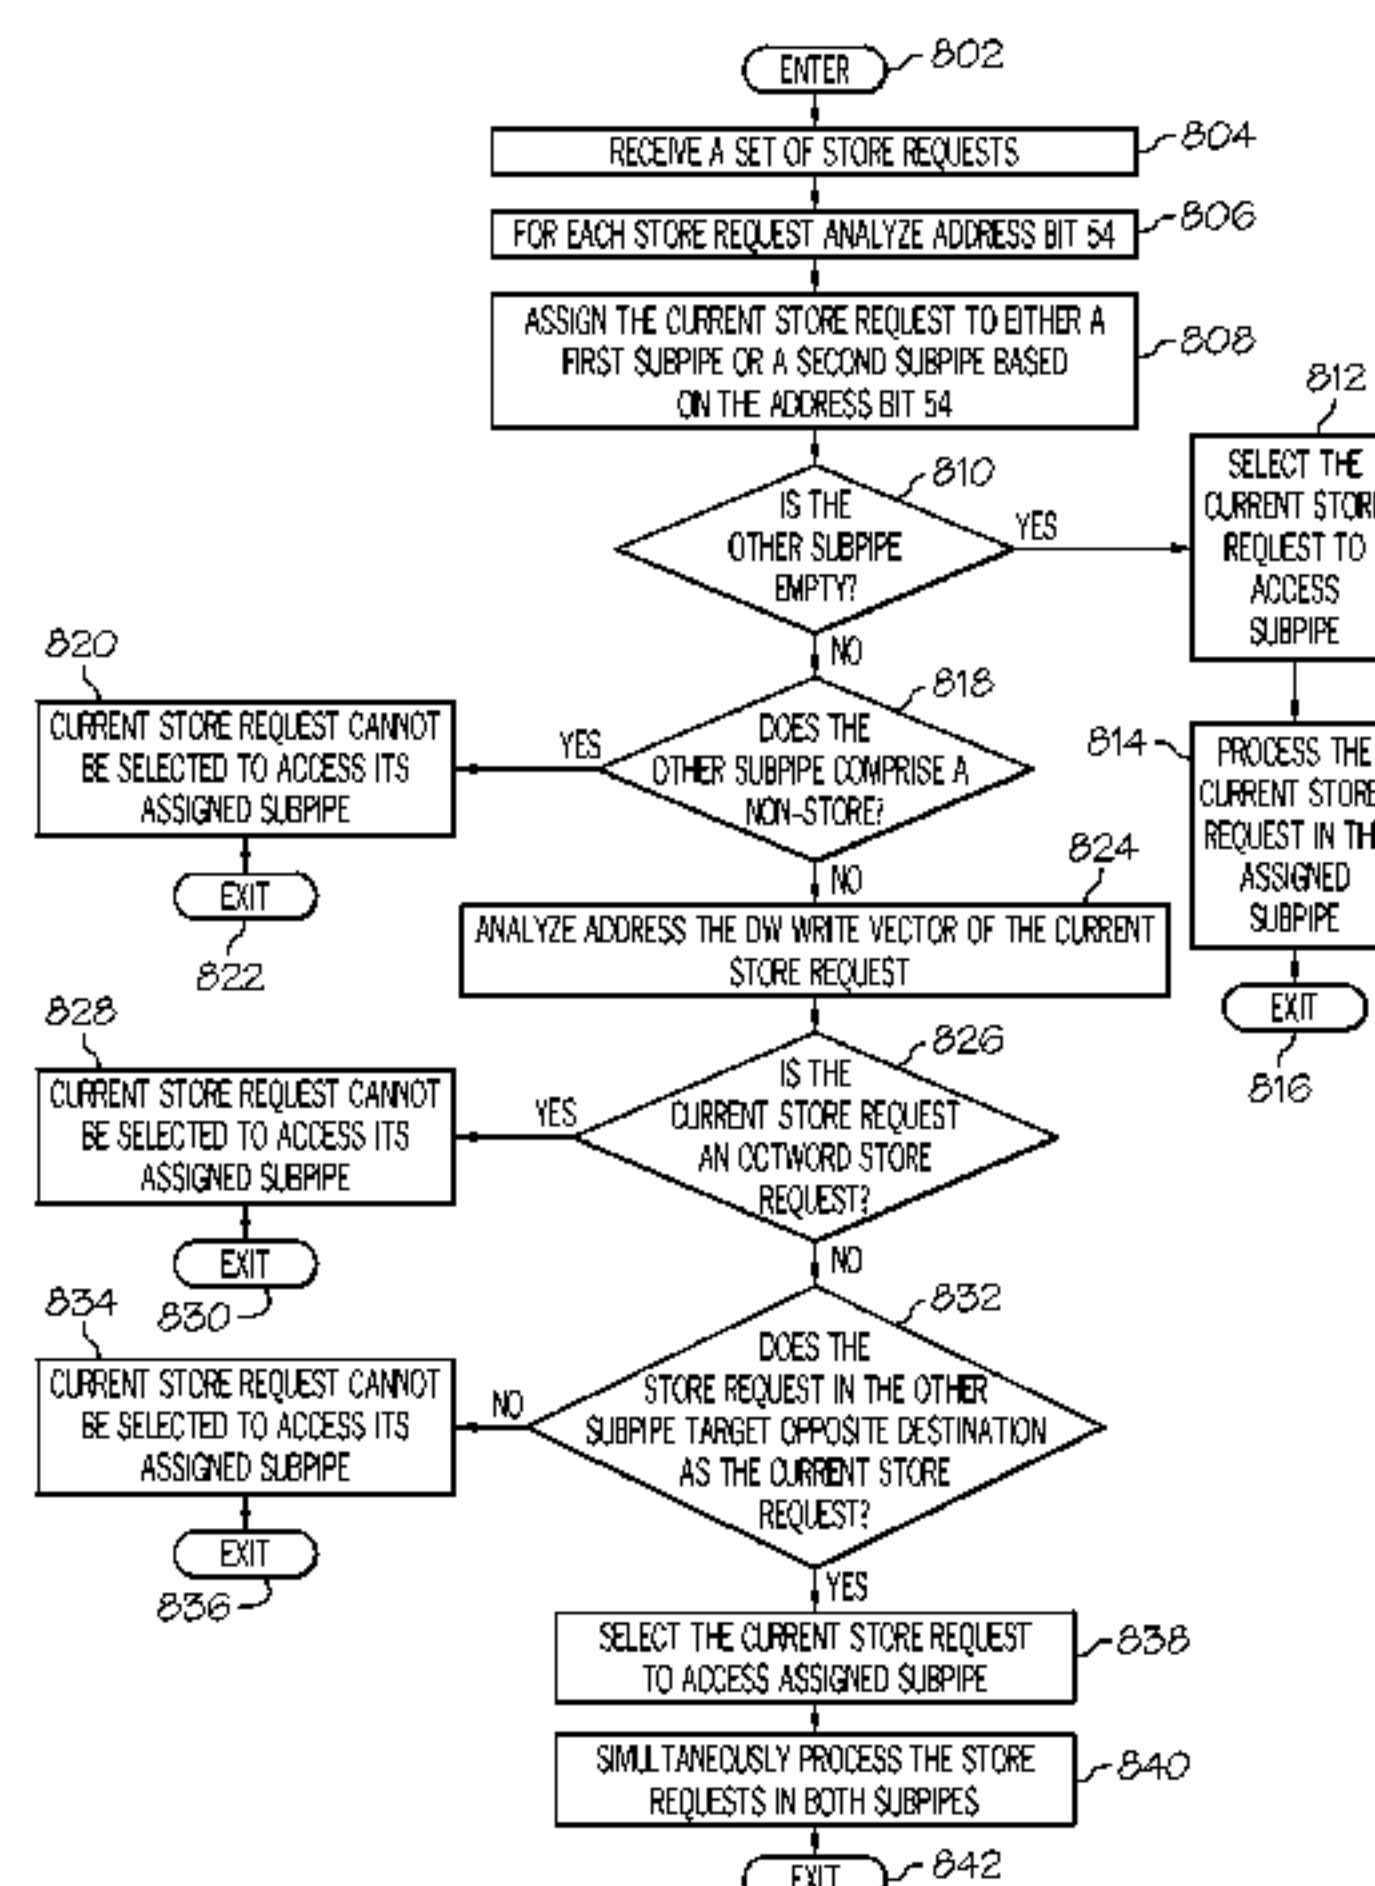 ENTER
802
RECEIVE A SET OF STORE REQUESTS
804
FOR EACH STORE REQUEST ANALYZE ADDRESS BIT 54
806
ASSIGN THE CURRENT STORE REQUEST TO EITHER A
FIRST SUBPIPE OR A SECOND SUBPIPE BASED
ON THE ADDRESS BIT 54
808
IS THE
OTHER SUBPIPE
EMPTY?
810
YES
812
SELECT THE
CURRENT STORE
REQUEST TO
ACCESS
SUBPIPE
814
PROCESS THE
CURRENT STORE
REQUEST IN THE
ASSIGNED
SUBPIPE
EXIT
816
NO
DOES THE
OTHER SUBPIPE COMPRISE A
NON-STORE?
818
YES
820
CURRENT STORE REQUEST CANNOT
BE SELECTED TO ACCESS ITS
ASSIGNED SUBPIPE
EXIT
822
NO
824
ANALYZE ADDRESS THE DW WRITE VECTOR OF THE CURRENT
STORE REQUEST
IS THE
CURRENT STORE REQUEST
AN OCTWORD STORE
REQUEST?
826
YES
828
CURRENT STORE REQUEST CANNOT
BE SELECTED TO ACCESS ITS
ASSIGNED SUBPIPE
EXIT
830
NO
DOES THE
STORE REQUEST IN THE OTHER
SUBPIPE TARGET OPPOSITE DESTINATION
AS THE CURRENT STORE
REQUEST?
832
NO
834
CURRENT STORE REQUEST CANNOT
BE SELECTED TO ACCESS ITS
ASSIGNED SUBPIPE
EXIT
836
YES
SELECT THE CURRENT STORE REQUEST
TO ACCESS ASSIGNED SUBPIPE
838
SIMULTANEOUSLY PROCESS THE STORE
REQUESTS IN BOTH SUBPIPES
840
EXIT
842